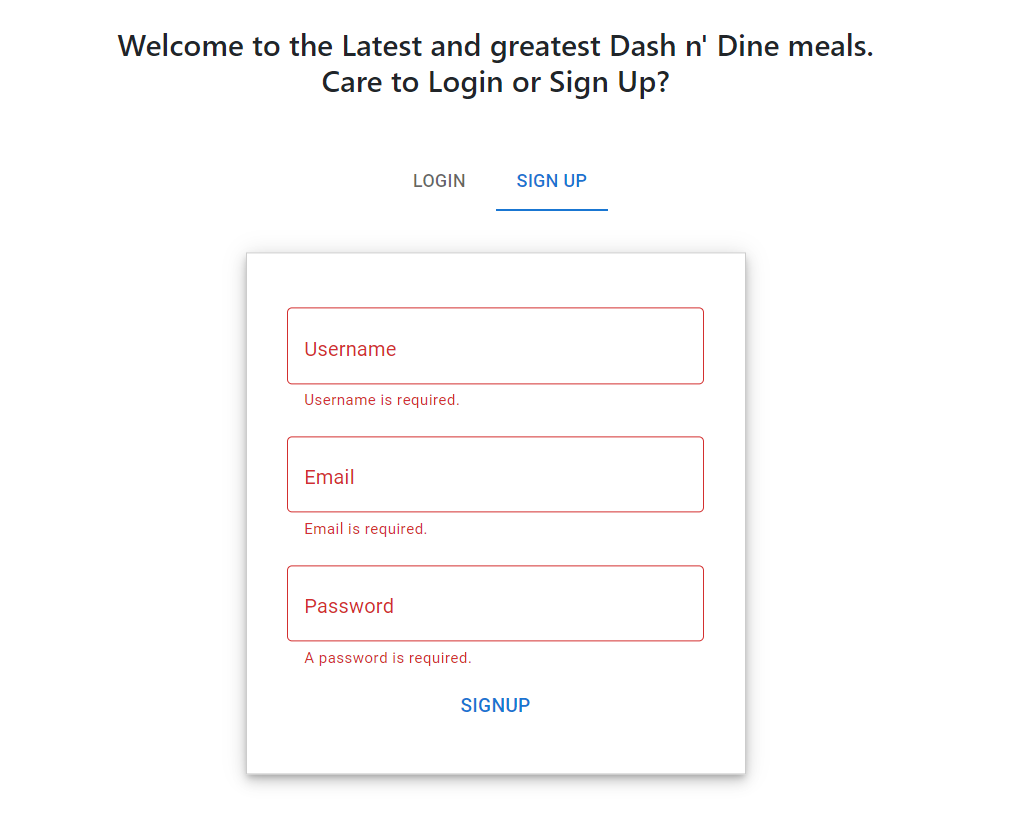 Welcome to the Latest and greatest Dash n' Dine meals.
Care to Login or Sign Up?
LOGIN
SIGN UP
Username
Username is required.
Email
Email is required.
Password
A password is required.
SIGNUP